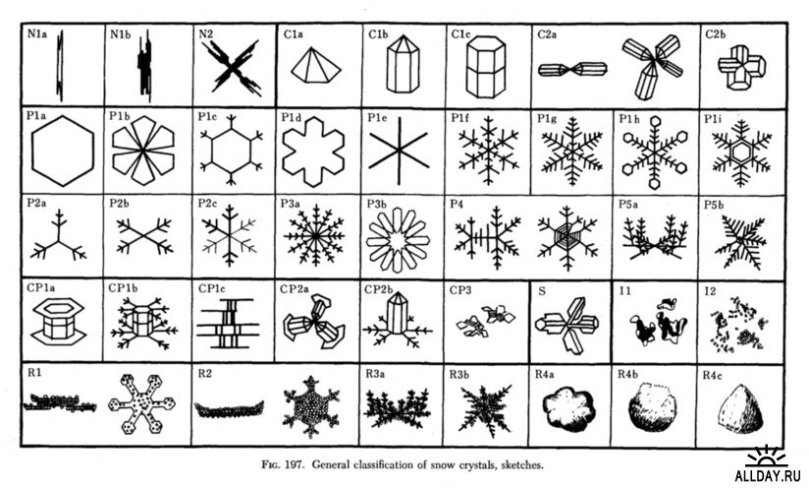 N1a N1b N2 C1a C1b C1c C2a C2b
P1a P1b P1c P1d P1e P1f P1g P1h P1i
P2a P2b P2c P3a P3b P4 P5a P5b
CP1a CP1b CP1c CP2a CP2b CP3 S I1 I2
R1 R2 R3a R3b R4a R4b R4c
FIG. 197. General classification of snow crystals, sketches.
ALLDAY.RU